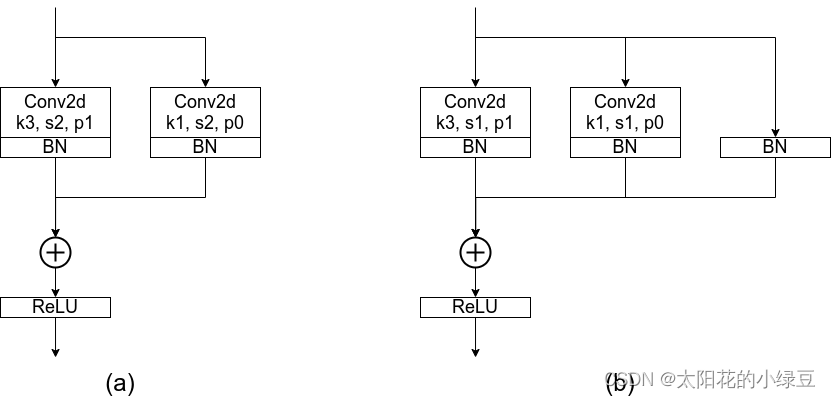 Conv2d
k3, s2, p1
BN
Conv2d
k1, s2, p0
BN
ReLU
(a)
Conv2d
k3, s1, p1
BN
Conv2d
k1, s1, p0
BN
BN
ReLU
(b)
CSDN @太阳花的小绿豆